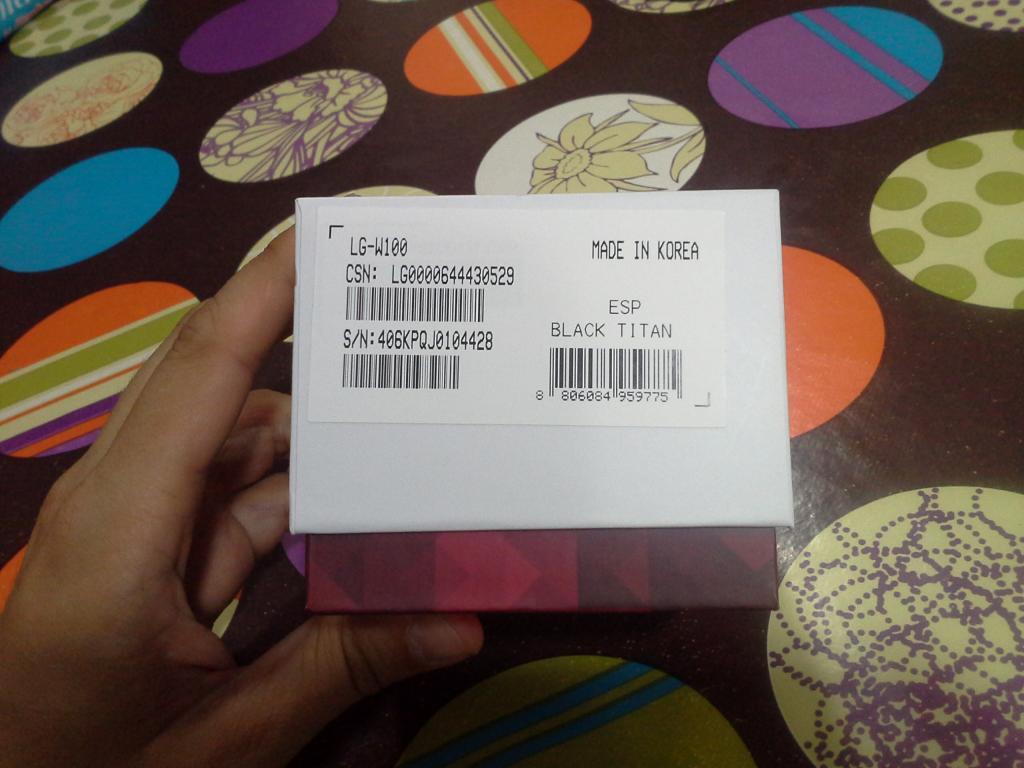 LG-W100
CSN: LG0000644430529
S/N:406KPQJ0104428
MADE IN KOREA
ESP
BLACK TITAN
8 806084 959775